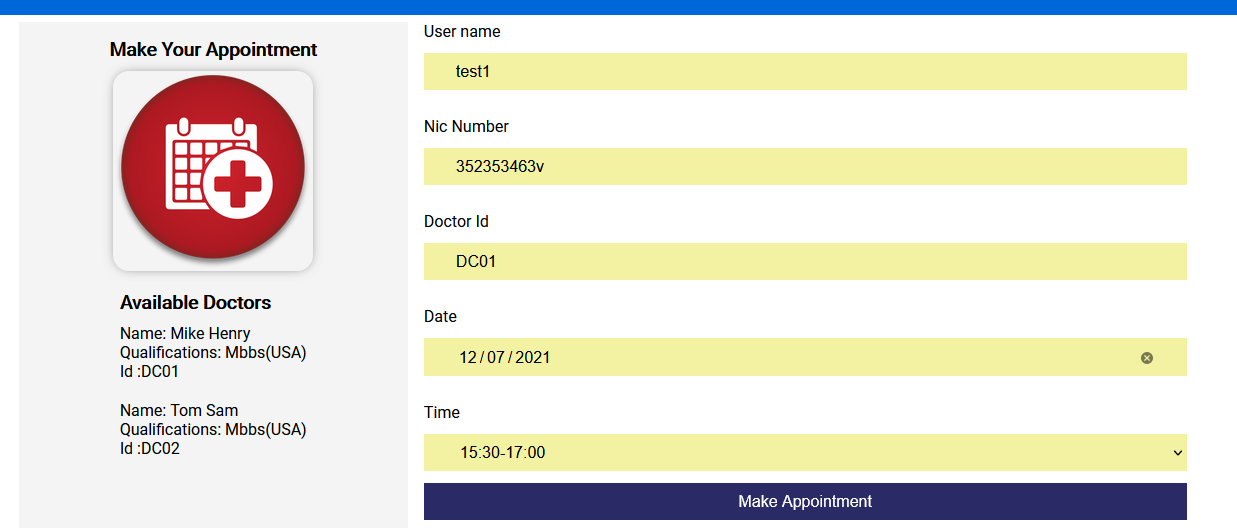 Make Your Appointment
Available Doctors
Name: Mike Henry
Qualifications: Mbbs(USA)
Id :DC01
Name: Tom Sam
Qualifications: Mbbs(USA)
Id :DC02
User name
test1
Nic Number
352353463v
Doctor Id
DC01
Date
12/07/2021
Time
15:30-17:00
Make Appointment